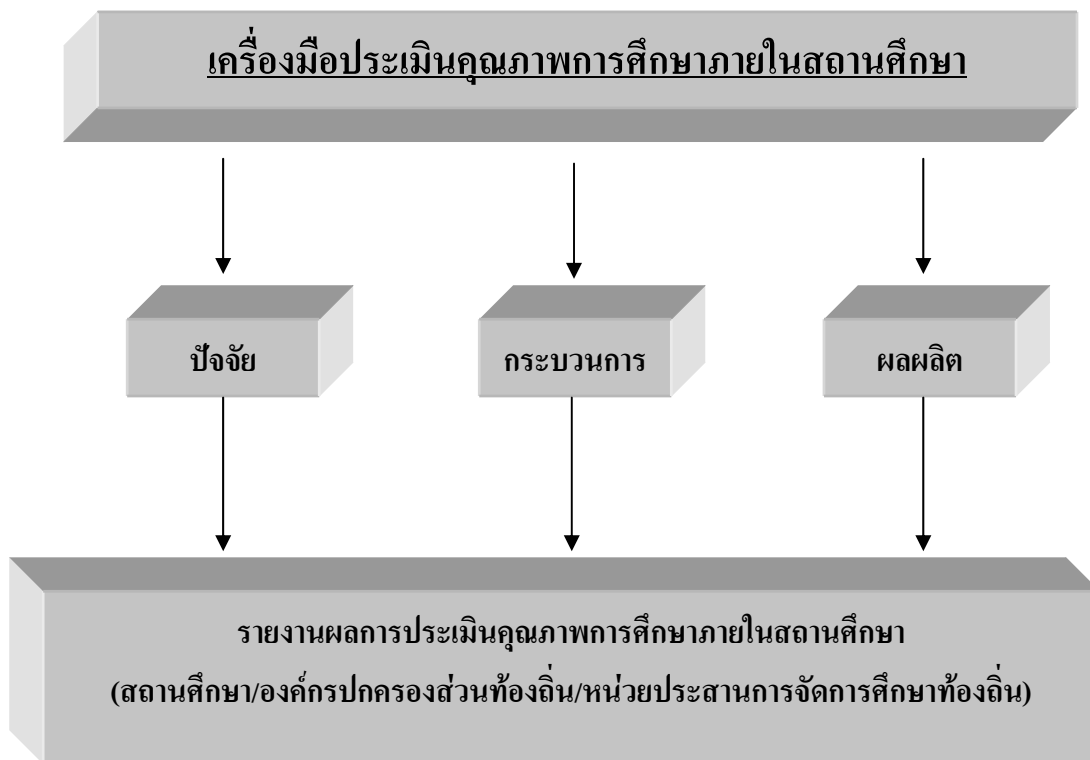 เครื่องมือประเมินคุณภาพการศึกษาภายในสถานศึกษา
ปัจจัย
กระบวนการ
ผลผลิต
รายงานผลการประเมินคุณภาพการศึกษาภายในสถานศึกษา
(สถานศึกษา/องค์กรปกครองส่วนท้องถิ่น/หน่วยประสานการจัดการศึกษาท้องถิ่น)